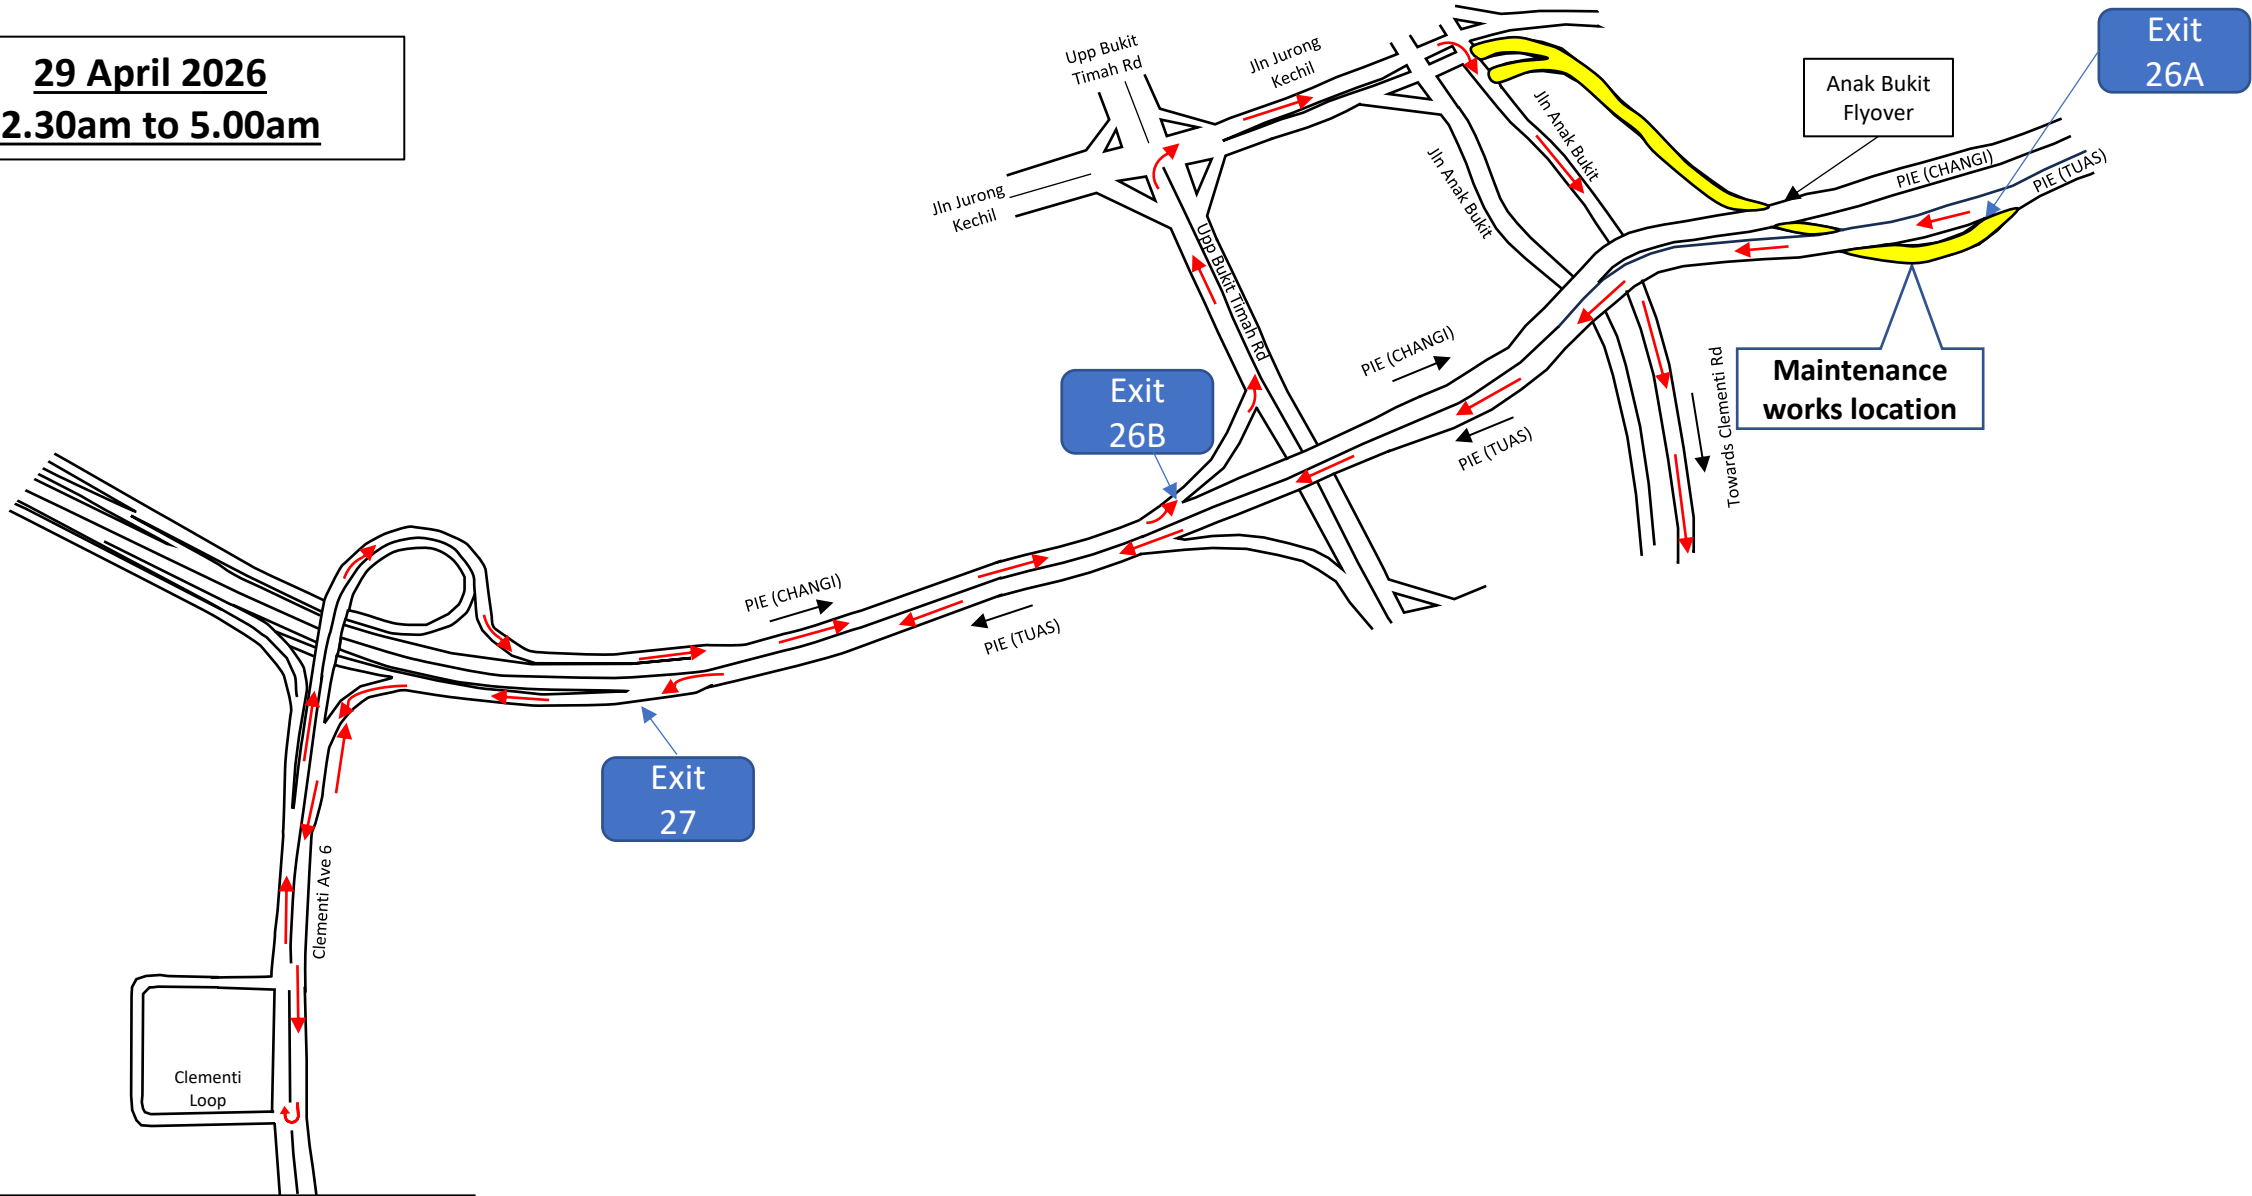 29 April 2026
2.30am to 5.00am
Upp Bukit
Timah Rd
Jln Jurong
Kechil
Exit
26A
Anak Bukit
Flyover
Jln Anak Bukit
Jln Anak Bukit
PIE (CHANGI)
PIE (TUAS)
Jln Jurong
Kechil
Upp Bukit Timah Rd
PIE (CHANGI)
PIE (TUAS)
Towards Clementi Rd
Maintenance
works location
Exit
26B
PIE (CHANGI)
PIE (TUAS)
Exit
27
Clementi Ave 6
Clementi
Loop